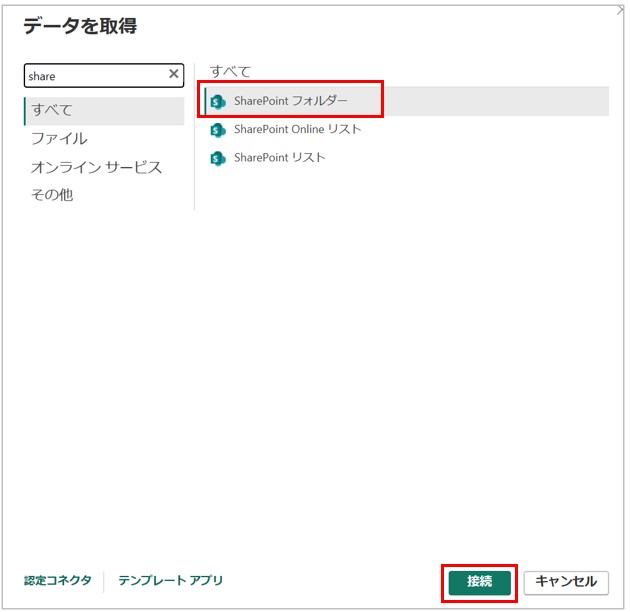 データを取得
share
すべて
ファイル
オンライン サービス
その他
すべて
SharePoint フォルダー
SharePoint Online リスト
SharePoint リスト
認定コネクタ
テンプレート アプリ
接続
キャンセル